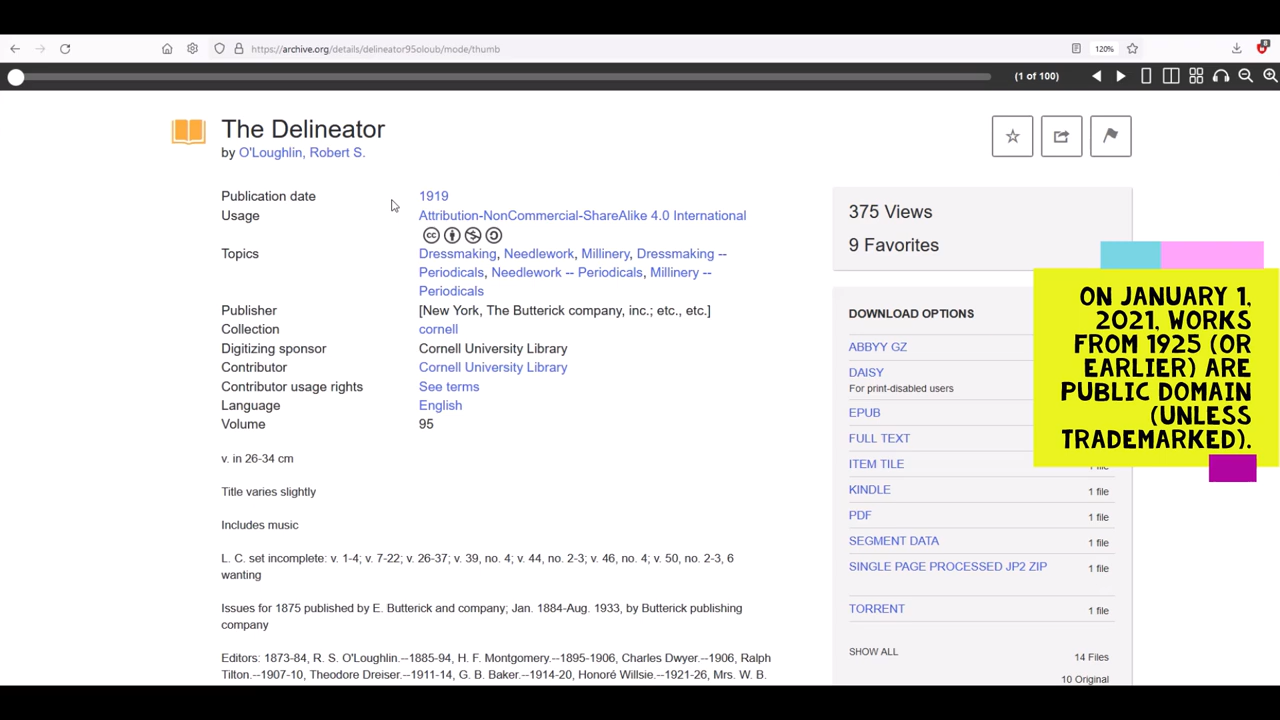 https://archive.org/details/delineator95oloub/mode/thumb
120%
8
(1 of 100)
The Delineator
by O'Loughlin, Robert S.
Publication date 1919
Usage Attribution-NonCommercial-ShareAlike 4.0 International
cc
Topics Dressmaking, Needlework, Millinery, Dressmaking --
Periodicals, Needlework -- Periodicals, Millinery --
Periodicals
Publisher [New York, The Butterick company, inc.; etc., etc.]
Collection cornell
Digitizing sponsor Cornell University Library
Contributor Cornell University Library
Contributor usage rights See terms
Language English
Volume 95
v. in 26-34 cm
Title varies slightly
Includes music
L. C. set incomplete: v. 1-4; v. 7-22; v. 26-37; v. 39, no. 4; v. 44, no. 2-3; v. 46, no. 4; v. 50, no. 2-3, 6
wanting
Issues for 1875 published by E. Butterick and company; Jan. 1884-Aug. 1933, by Butterick publishing
company
Editors: 1873-84, R. S. O'Loughlin.--1885-94, H. F. Montgomery.--1895-1906, Charles Dwyer.--1906, Ralph
Tilton.--1907-10, Theodore Dreiser.--1911-14, G. B. Baker.--1914-20, Honoré Willsie.--1921-26, Mrs. W. B.
375 Views
9 Favorites
DOWNLOAD OPTIONS
ABBYY GZ
DAISY
For print-disabled users
EPUB
FULL TEXT
ITEM TILE 1 file
KINDLE 1 file
PDF 1 file
SEGMENT DATA 1 file
SINGLE PAGE PROCESSED JP2 ZIP 1 file
TORRENT 1 file
SHOW ALL
14 Files
10 Original
ON JANUARY 1,
2021, WORKS
FROM 1925 (OR
EARLIER) ARE
PUBLIC DOMAIN
(UNLESS
TRADEMARKED).